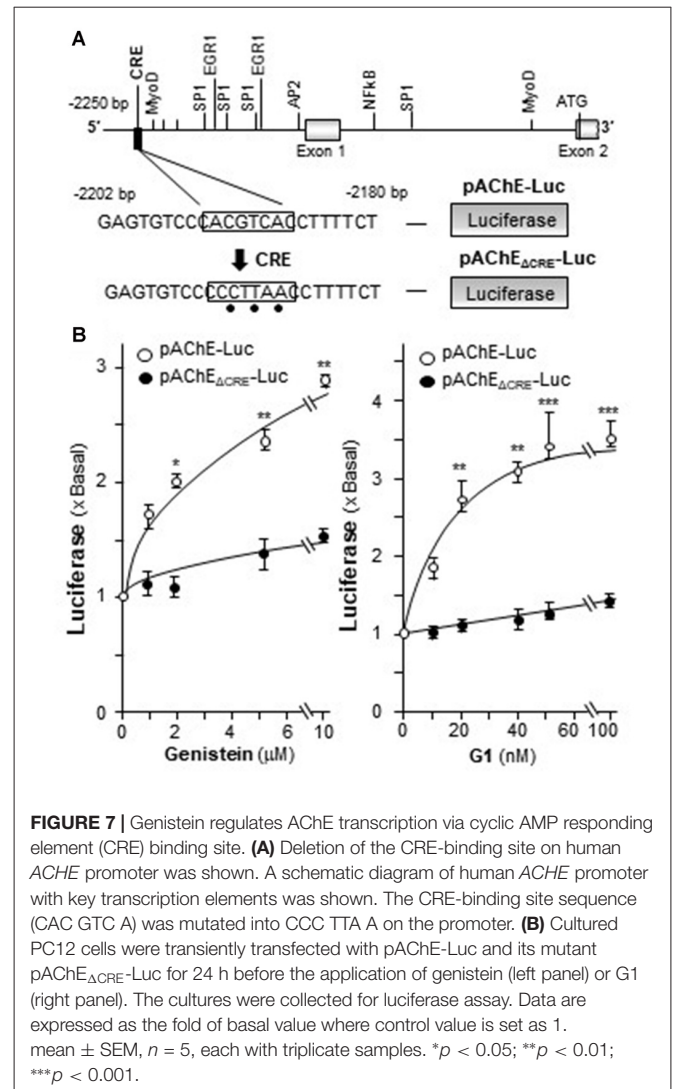 A
CRE
MyoD
SP1
EGR1
SP1
SP1
EGR1
AP2
NFkB
SP1
MyoD
ATG
-2250 bp
5'
3'
Exon 1
Exon 2
-2202 bp
-2180 bp
pAChE-Luc
GAGTGTCCCACGTCACCTTTTCT — Luciferase
CRE
pAChEΔCRE-Luc
GAGTGTCCCCCTTAACCTTTTCT — Luciferase
B
pAChE-Luc
pAChEΔCRE-Luc
Luciferase (x Basal)
3
2
1
0
*
**
**
0 2 4 6 10
Genistein (μM)
pAChE-Luc
pAChEΔCRE-Luc
Luciferase (x Basal)
4
3
2
1
0
**
**
***
***
0 20 40 60 100
G1 (nM)
FIGURE 7 | Genistein regulates AChE transcription via cyclic AMP responding
element (CRE) binding site. (A) Deletion of the CRE-binding site on human
ACHE promoter was shown. A schematic diagram of human ACHE promoter
with key transcription elements was shown. The CRE-binding site sequence
(CAC GTC A) was mutated into CCC TTA A on the promoter. (B) Cultured
PC12 cells were transiently transfected with pAChE-Luc and its mutant
pAChEΔCRE-Luc for 24 h before the application of genistein (left panel) or G1
(right panel). The cultures were collected for luciferase assay. Data are
expressed as the fold of basal value where control value is set as 1.
mean ± SEM, n = 5, each with triplicate samples. *p < 0.05; **p < 0.01;
***p < 0.001.